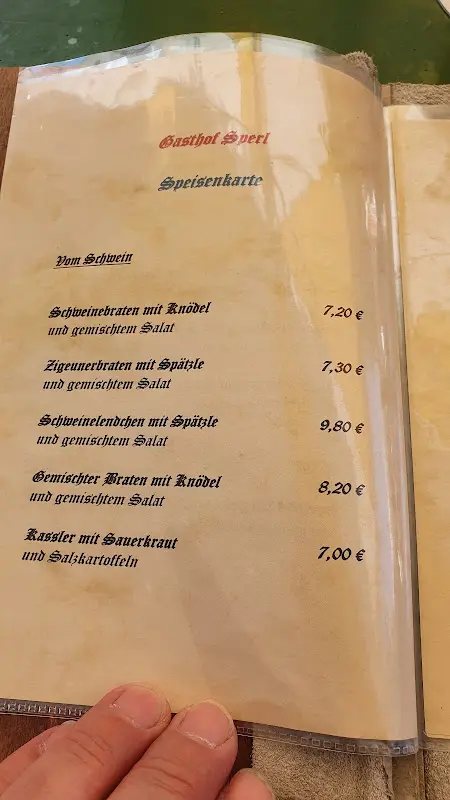 Gasthof Sperl
Speisenkarte
Vom Schwein
Schweinebraten mit Knödel 7,20 €
und gemischtem Salat
Zigeunerbraten mit Spätzle 7,30 €
und gemischtem Salat
Schweinelendchen mit Spätzle 9,80 €
und gemischtem Salat
Gemischter Braten mit Knödel 8,20 €
und gemischtem Salat
Kassler mit Sauerkraut 7,00 €
und Salzkartoffeln